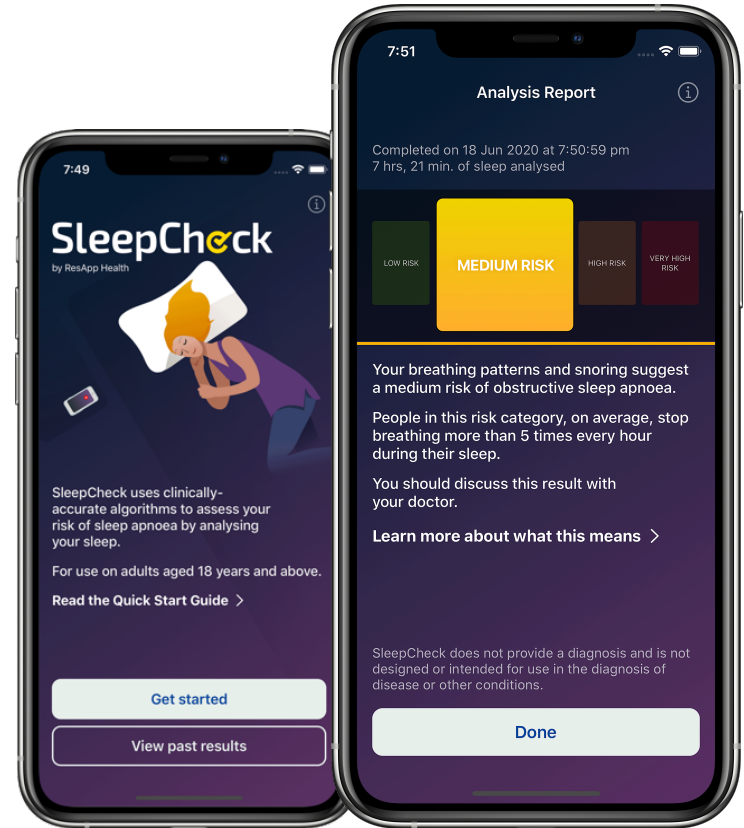 7:49
SleepCheck
by ResApp Health
SleepCheck uses clinically-
accurate algorithms to assess your
risk of sleep apnoea by analysing
your sleep.
For use on adults aged 18 years and above.
Read the Quick Start Guide >
Get started
View past results
7:51
Analysis Report
Completed on 18 Jun 2020 at 7:50:59 pm
7 hrs, 21 min. of sleep analysed
LOW RISK
MEDIUM RISK
HIGH RISK
VERY HIGH
RISK
Your breathing patterns and snoring suggest
a medium risk of obstructive sleep apnoea.
People in this risk category, on average, stop
breathing more than 5 times every hour
during their sleep.
You should discuss this result with
your doctor.
Learn more about what this means >
SleepCheck does not provide a diagnosis and is not
designed or intended for use in the diagnosis of
disease or other conditions.
Done